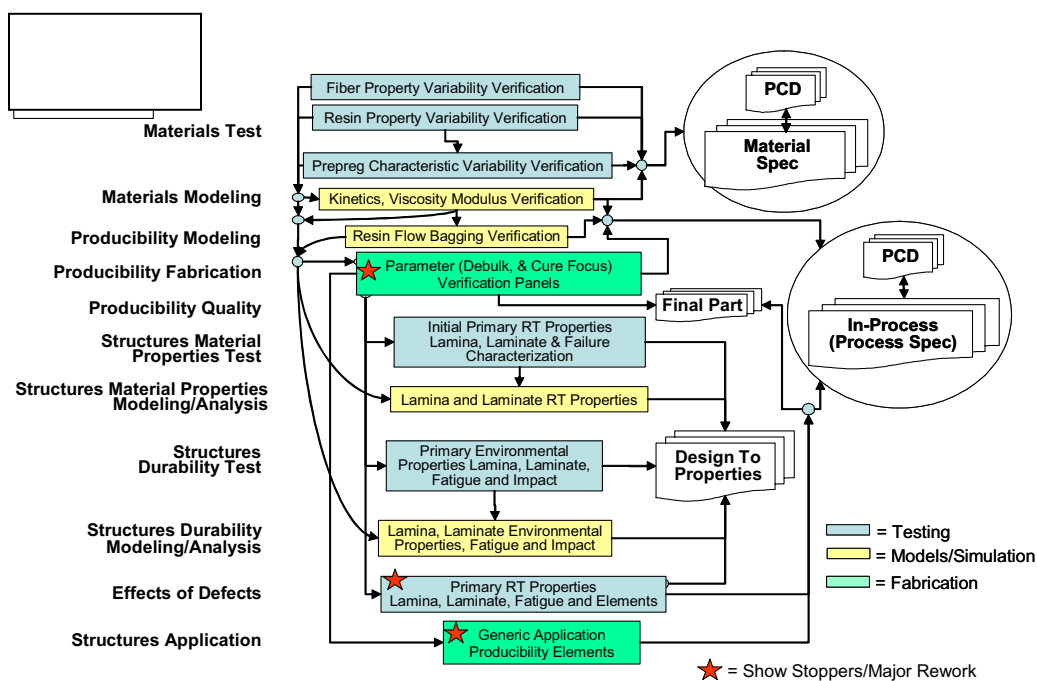 Fiber Property Variability Verification
Materials Test
Resin Property Variability Verification
Prepreg Characteristic Variability Verification
PCD
Material
Spec
Materials Modeling
Kinetics, Viscosity Modulus Verification
Producibility Modeling
Resin Flow Bagging Verification
Producibility Fabrication
Parameter (Debulk, & Cure Focus)
Verification Panels
PCD
In-Process
(Process Spec)
Producibility Quality
Final Part
Structures Material
Properties Test
Initial Primary RT Properties
Lamina, Laminate & Failure
Characterization
Structures Material Properties
Modeling/Analysis
Lamina and Laminate RT Properties
Structures
Durability Test
Primary Environmental
Properties Lamina, Laminate,
Fatigue and Impact
Design To
Properties
Structures Durability
Modeling/Analysis
Lamina, Laminate Environmental
Properties, Fatigue and Impact
= Testing
= Models/Simulation
= Fabrication
Effects of Defects
Primary RT Properties
Lamina, Laminate, Fatigue and Elements
Structures Application
Generic Application
Producibility Elements
= Show Stoppers/Major Rework